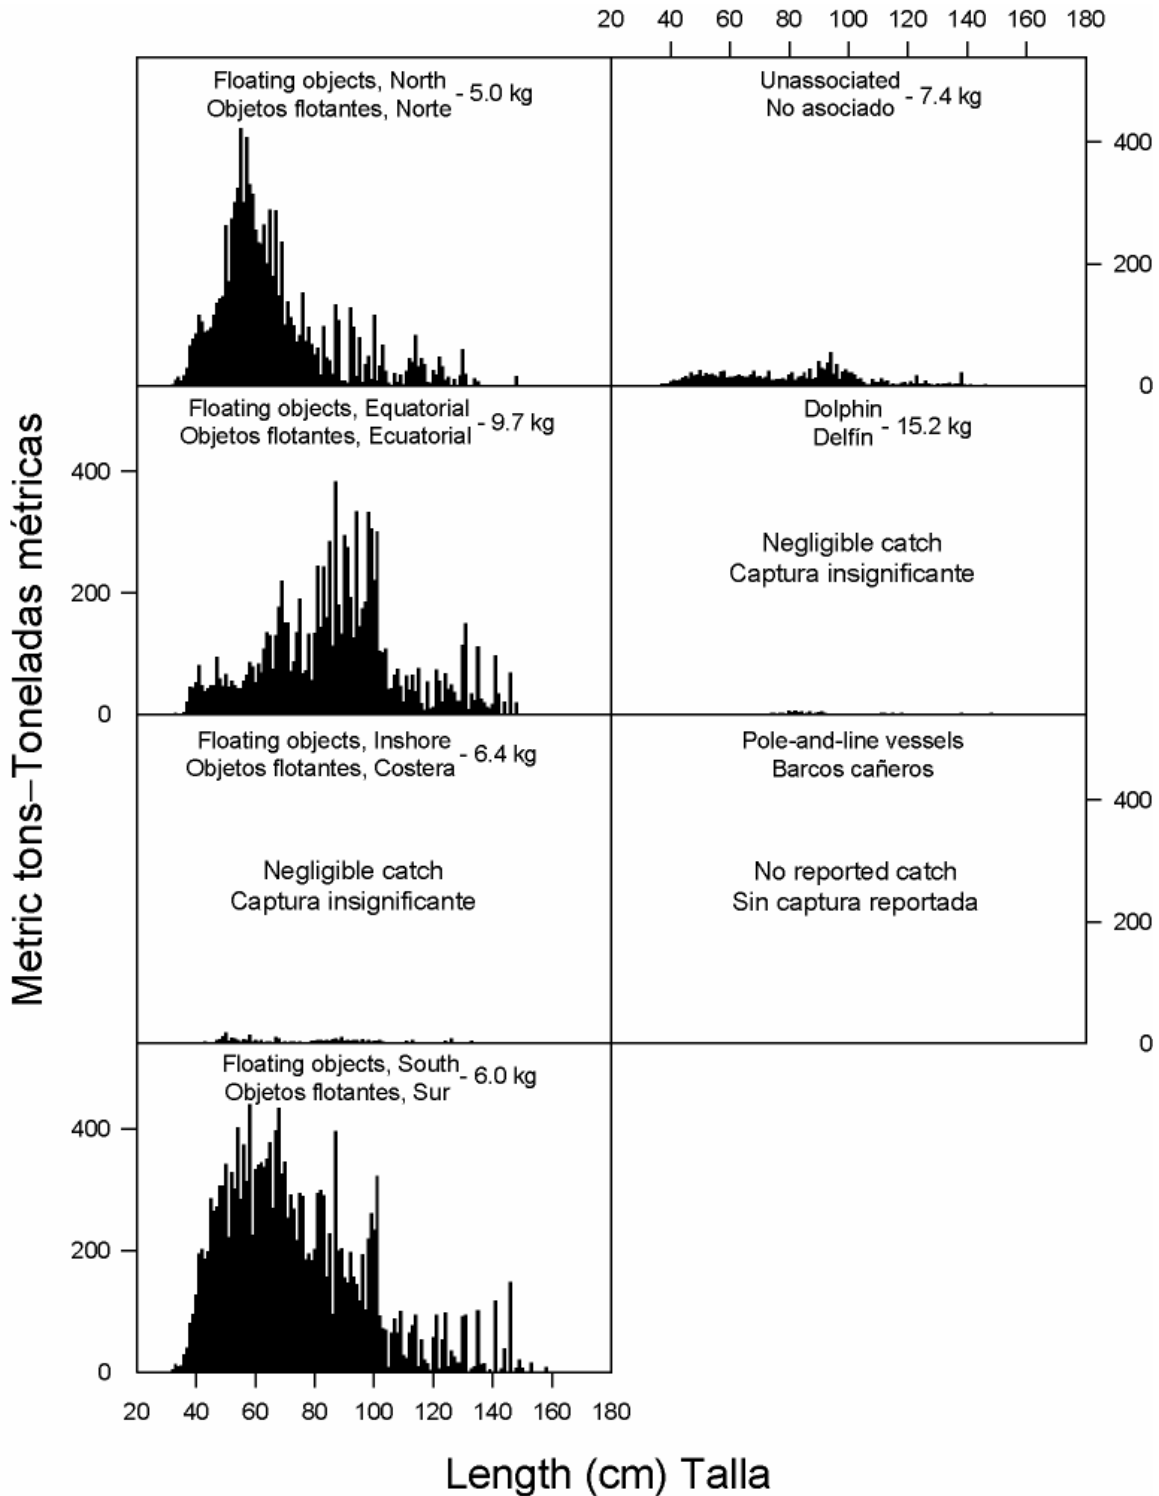 20 40 60 80 100 120 140 160 180
Floating objects, North
Objetos flotantes, Norte
- 5.0 kg
Unassociated
No asociado
- 7.4 kg
400
200
0
Floating objects, Equatorial
Objetos flotantes, Ecuatorial
- 9.7 kg
400
200
0
Dolphin
Delfín
- 15.2 kg
Negligible catch
Captura insignificante
Floating objects, Inshore
Objetos flotantes, Costera
- 6.4 kg
Negligible catch
Captura insignificante
Pole-and-line vessels
Barcos cañeros
No reported catch
Sin captura reportada
400
200
0
Floating objects, South
Objetos flotantes, Sur
- 6.0 kg
400
200
0
20 40 60 80 100 120 140 160 180
Metric tons–Toneladas métricas
Length (cm) Talla